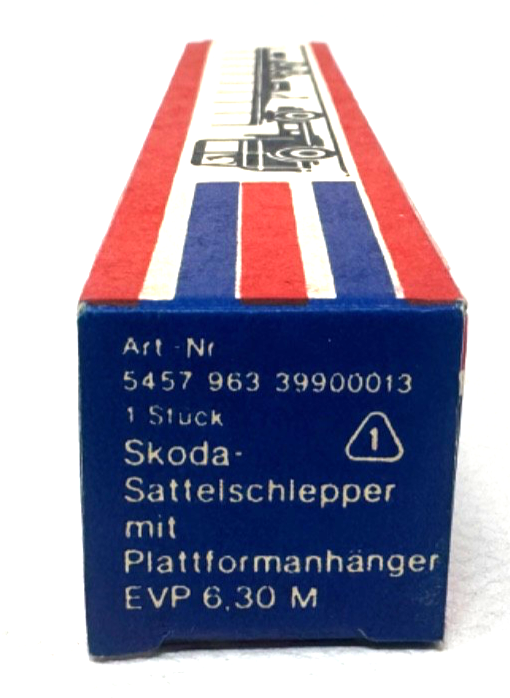 Art-Nr
5457 963 39900013
1 Stück
1
Skoda-
Sattelschlepper
mit
Plattformanhänger
EVP 6,30 M